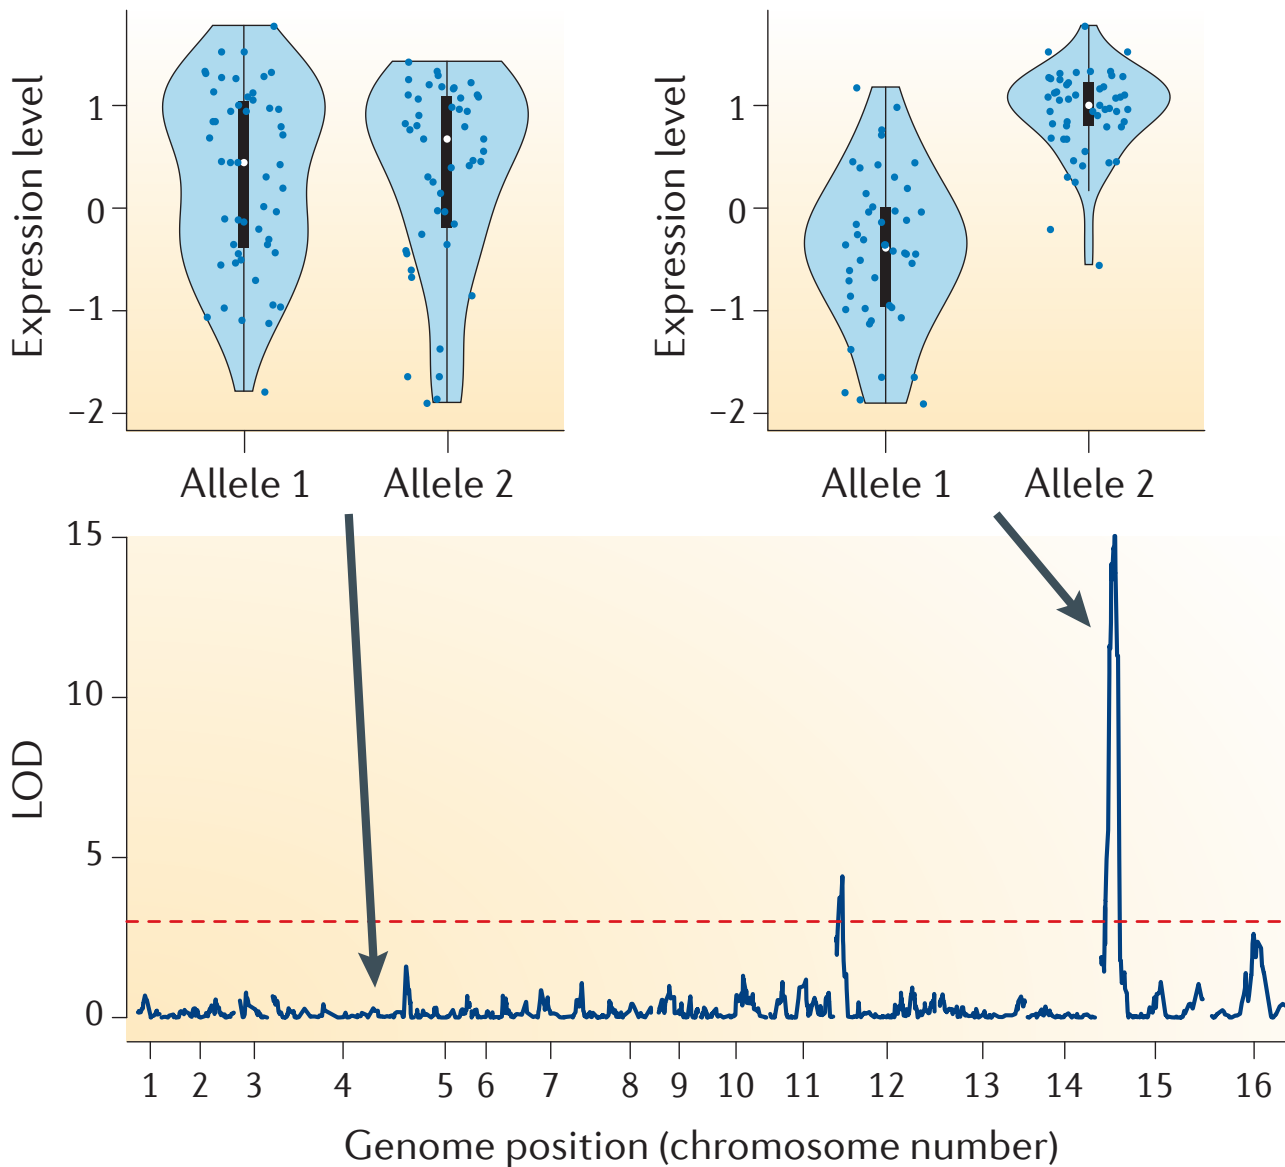 Expression level
1
0
−1
−2
Allele 1
Allele 2
Expression level
1
0
−1
−2
Allele 1
Allele 2
LOD
15
10
5
0
1 2 3 4 5 6 7 8 9 10 11 12 13 14 15 16
Genome position (chromosome number)